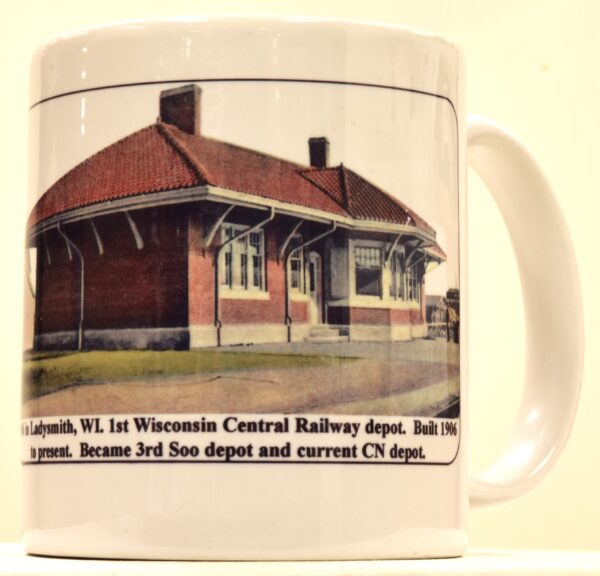 in Ladysmith, WI. 1st Wisconsin Central Railway depot. Built 1906
to present. Became 3rd Soo depot and current CN depot.